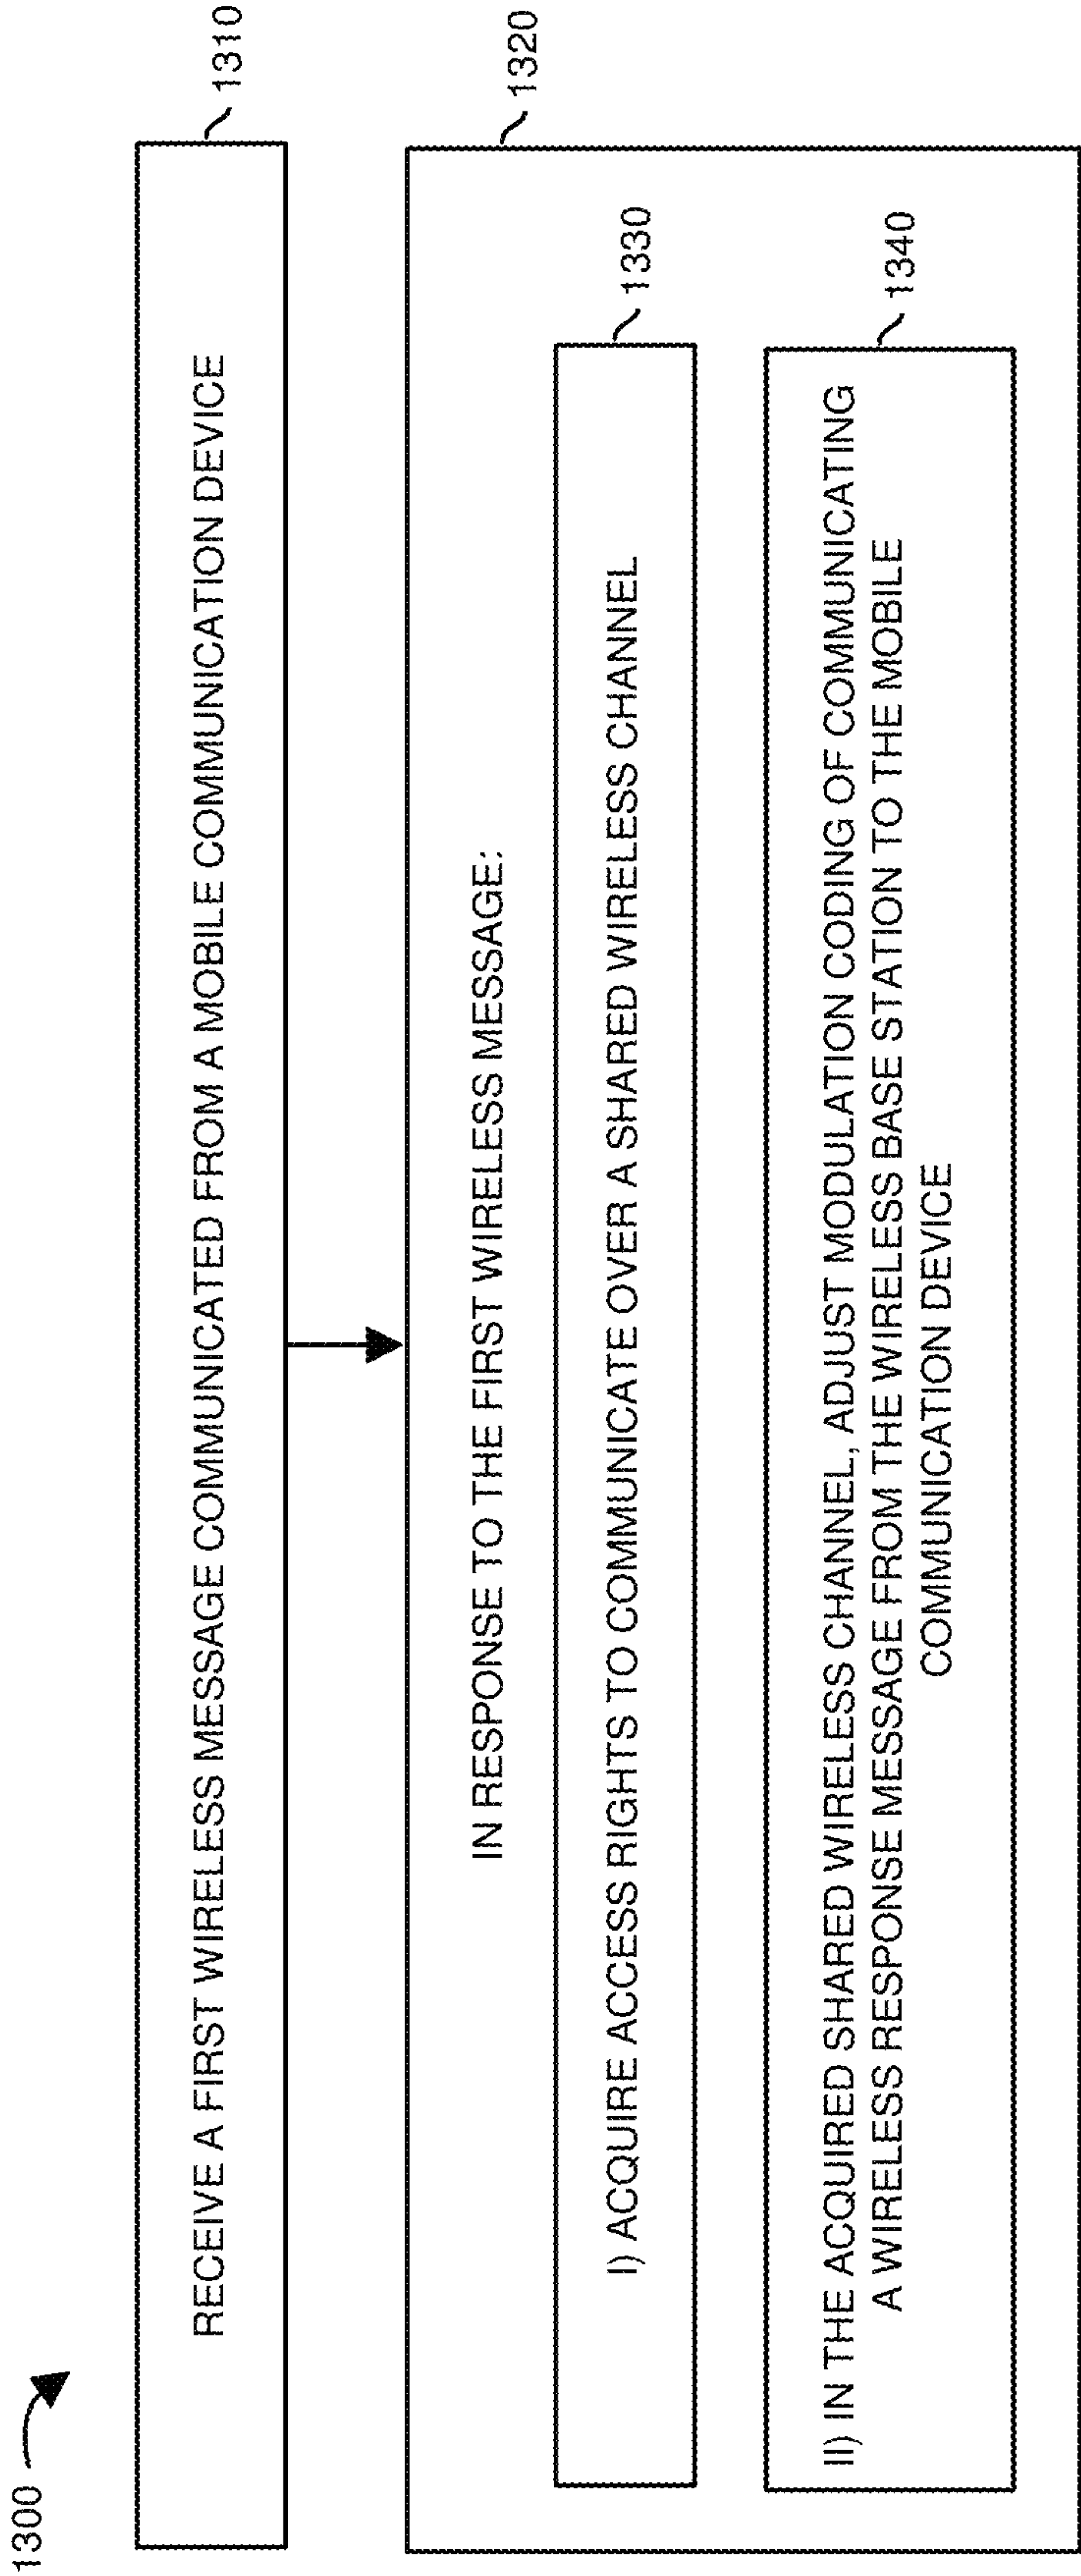 1300
RECEIVE A FIRST WIRELESS MESSAGE COMMUNICATED FROM A MOBILE COMMUNICATION DEVICE
1310
1320
IN RESPONSE TO THE FIRST WIRELESS MESSAGE:
I) ACQUIRE ACCESS RIGHTS TO COMMUNICATE OVER A SHARED WIRELESS CHANNEL
1330
II) IN THE ACQUIRED SHARED WIRELESS CHANNEL, ADJUST MODULATION CODING OF COMMUNICATING
A WIRELESS RESPONSE MESSAGE FROM THE WIRELESS BASE STATION TO THE MOBILE
COMMUNICATION DEVICE
1340